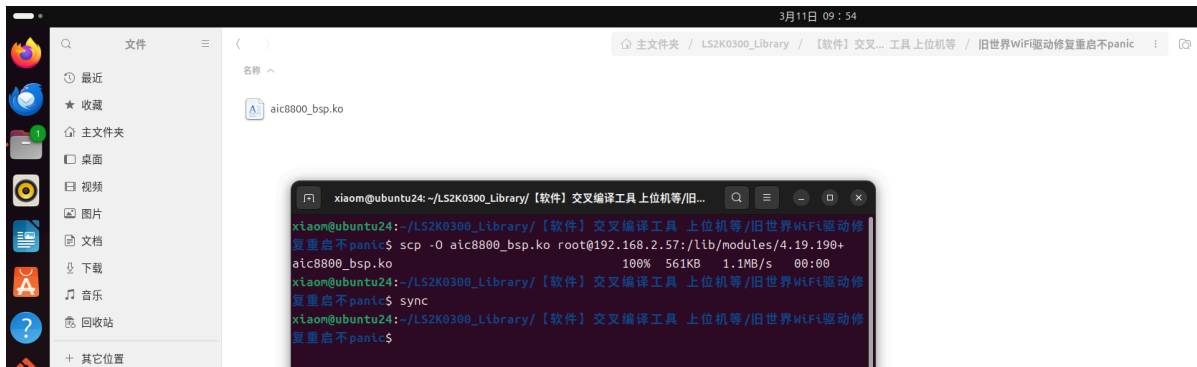 3月11日 09：54
文件
主文件夹 / LS2K0300_Library / 【软件】交叉... 工具 上位机等 / 旧世界WiFi驱动修复重启不panic
最近
收藏
主文件夹
桌面
视频
图片
文档
下载
音乐
回收站
其它位置
名称
aic8800_bsp.ko
xiaom@ubuntu24: ~/LS2K0300_Library/【软件】交叉编译工具 上位机等/旧...
xiaom@ubuntu24:~/LS2K0300_Library/【软件】交叉编译工具 上位机等/旧世界WiFi驱动修
复重启不panic$ scp -O aic8800_bsp.ko root@192.168.2.57:/lib/modules/4.19.190+
aic8800_bsp.ko 100% 561KB 1.1MB/s 00:00
xiaom@ubuntu24:~/LS2K0300_Library/【软件】交叉编译工具 上位机等/旧世界WiFi驱动修
复重启不panic$ sync
xiaom@ubuntu24:~/LS2K0300_Library/【软件】交叉编译工具 上位机等/旧世界WiFi驱动修
复重启不panic$
1